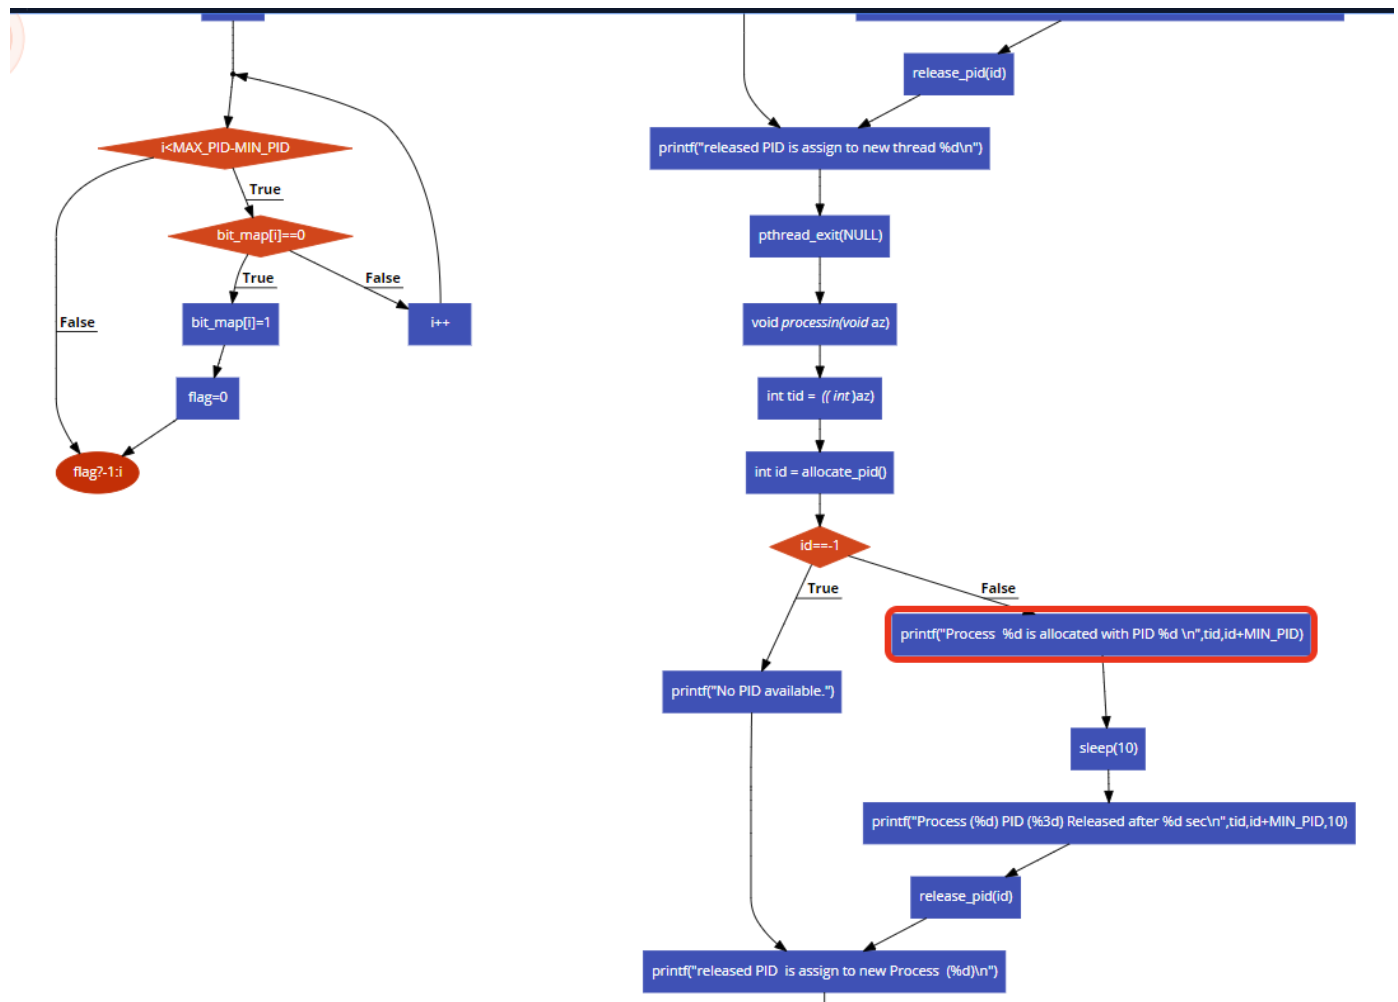 i<MAX_PID-MIN_PID
True
bit_map[i]==0
True
False
False
bit_map[i]=1
i++
flag=0
flag?-1:i
release_pid(id)
printf("released PID is assign to new thread %d\n")
pthread_exit(NULL)
void processin(void az)
int tid = (( int )az)
int id = allocate_pid()
id==-1
True
False
printf("Process %d is allocated with PID %d \n",tid,id+MIN_PID)
printf("No PID available.")
sleep(10)
printf("Process (%d) PID (%3d) Released after %d sec\n",tid,id+MIN_PID,10)
release_pid(id)
printf("released PID is assign to new Process (%d)\n")